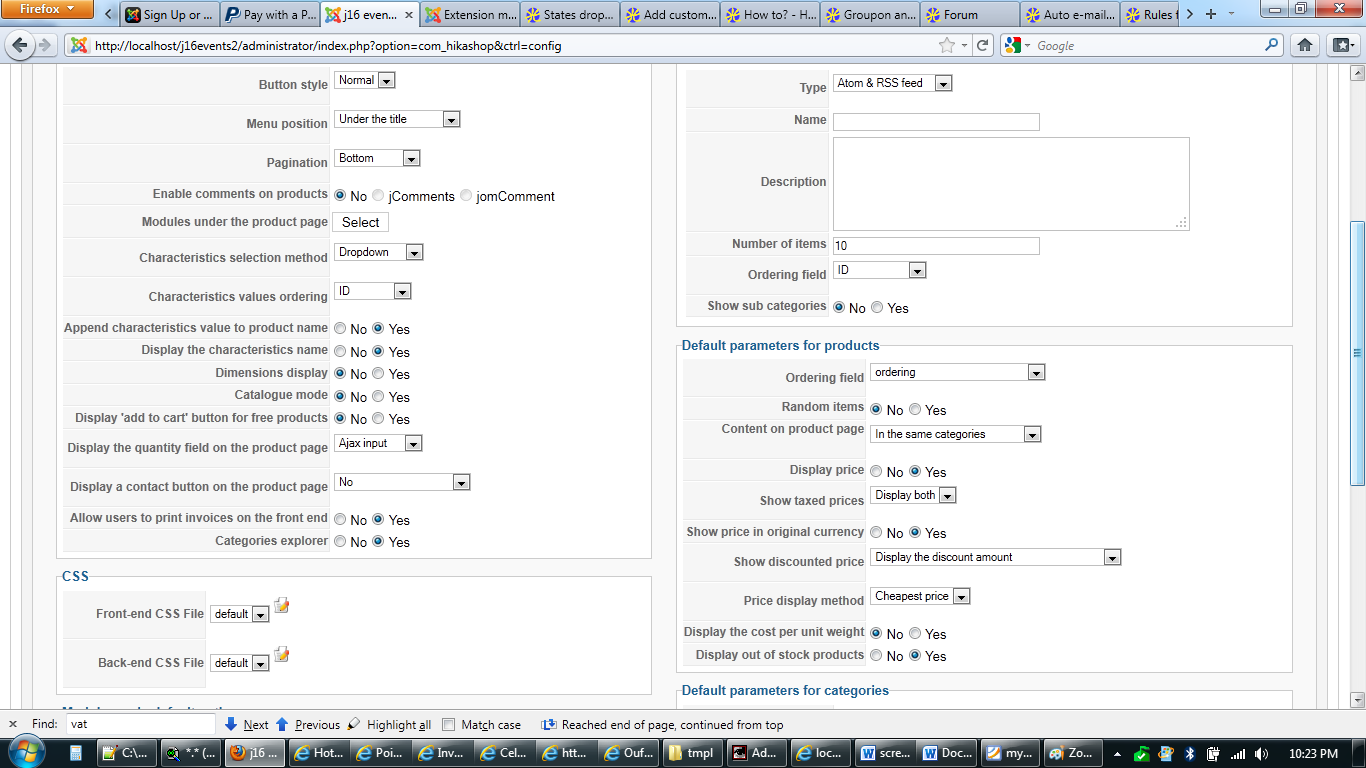 Firefox
Sign Up or ...
Pay with a P...
j16 even...
Extension m...
States drop...
Add custom...
How to? - H...
Groupon an...
Forum
Auto e-mail...
Rules f
http://localhost/j16events2/administrator/index.php?option=com_hikashop&ctrl=config
Google
Button style Normal
Menu position Under the title
Pagination Bottom
Enable comments on products No jComments jomComment
Modules under the product page Select
Characteristics selection method Dropdown
Characteristics values ordering ID
Append characteristics value to product name No Yes
Display the characteristics name No Yes
Dimensions display No Yes
Catalogue mode No Yes
Display 'add to cart' button for free products No Yes
Display the quantity field on the product page Ajax input
Display a contact button on the product page No
Allow users to print invoices on the front end No Yes
Categories explorer No Yes
CSS
Front-end CSS File default
Back-end CSS File default
Type Atom & RSS feed
Name
Description
Number of items 10
Ordering field ID
Show sub categories No Yes
Default parameters for products
Ordering field ordering
Random items No Yes
Content on product page In the same categories
Display price No Yes
Show taxed prices Display both
Show price in original currency No Yes
Show discounted price Display the discount amount
Price display method Cheapest price
Display the cost per unit weight No Yes
Display out of stock products No Yes
Default parameters for categories
Find: vat Next Previous Highlight all Match case Reached end of page, continued from top
C:\...
*.* (...
j16 ...
Hot...
Poi...
Inv...
Cel...
htt...
Ouf...
tmpl
Ad...
loc...
scre...
Doc...
my...
Zo...
10:23 PM